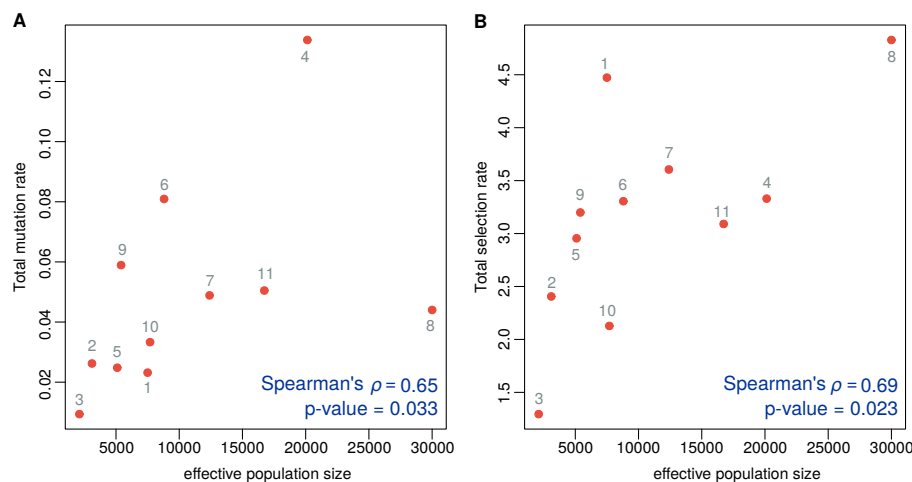 A
Total mutation rate
0.12
0.10
0.08
0.06
0.04
0.02
4
6
9
7
11
10
8
2
5
1
3
Spearman's ρ = 0.65
p-value = 0.033
5000 10000 15000 20000 25000 30000
effective population size
B
Total selection rate
4.5
4.0
3.5
3.0
2.5
2.0
1.5
8
1
7
9
6
4
11
5
2
10
3
Spearman's ρ = 0.69
p-value = 0.023
5000 10000 15000 20000 25000 30000
effective population size